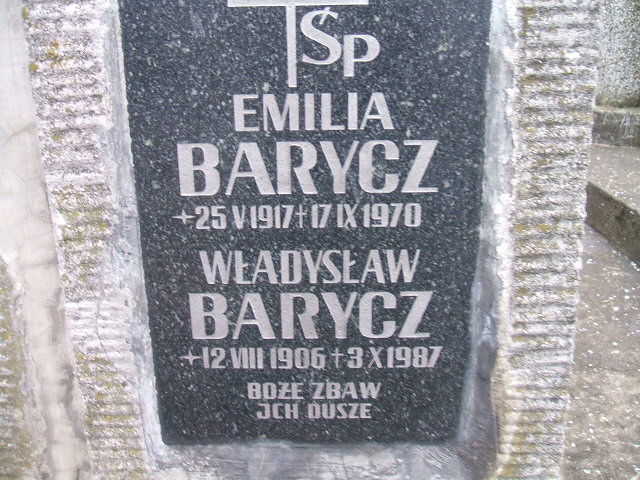 ŚP
EMILIA
BARYCZ
+25 V 1917 +17 IX 1970
WŁADYSŁAW
BARYCZ
+12 VIII 1906 +3 X 1987
BOŻE ZBAW
JCH DUSZE